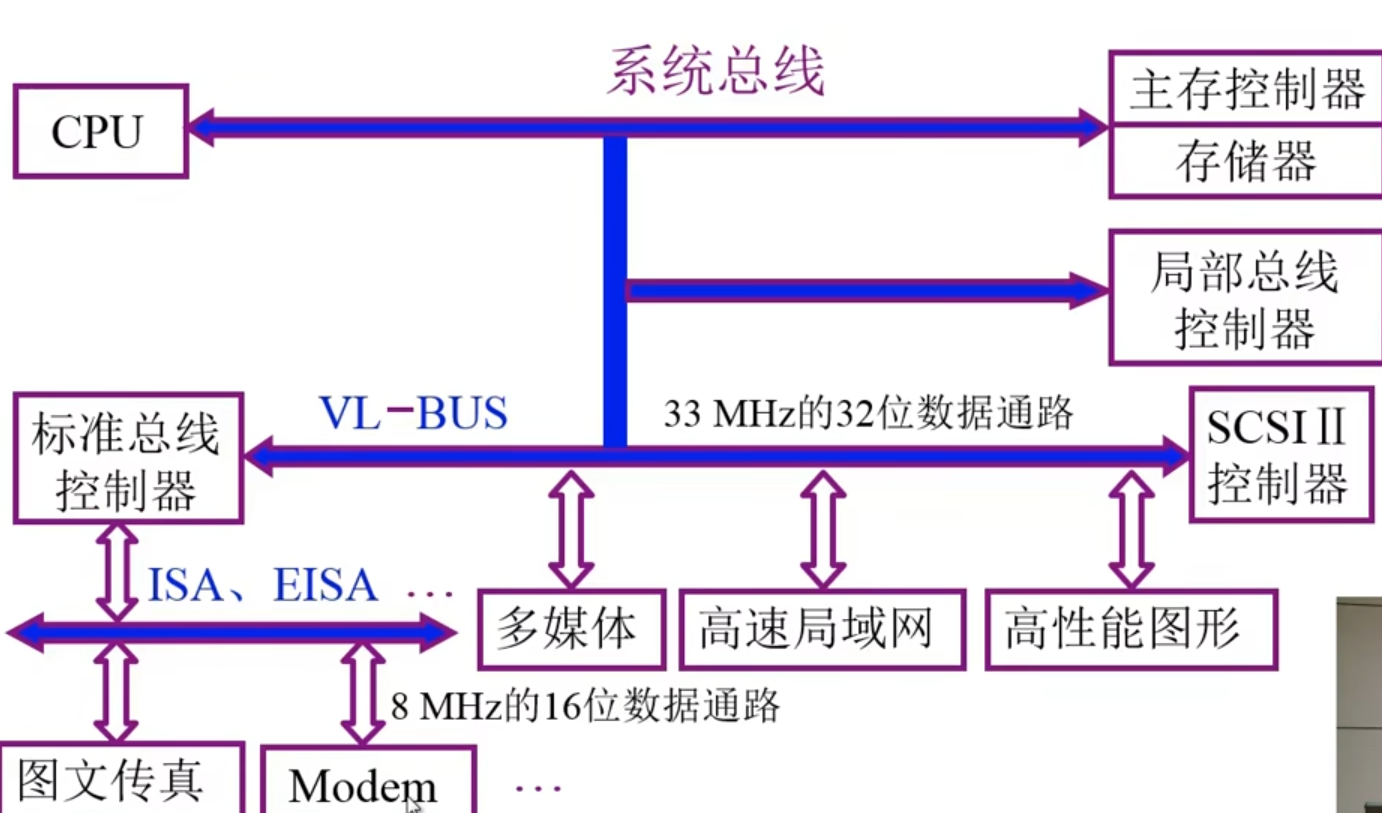 系统总线
CPU
主存控制器
存储器
局部总线
控制器
VL-BUS
33 MHz的32位数据通路
标准总线
控制器
SCSIⅡ
控制器
ISA、EISA …
多媒体
高速局域网
高性能图形
8 MHz的16位数据通路
图文传真
Modem
…